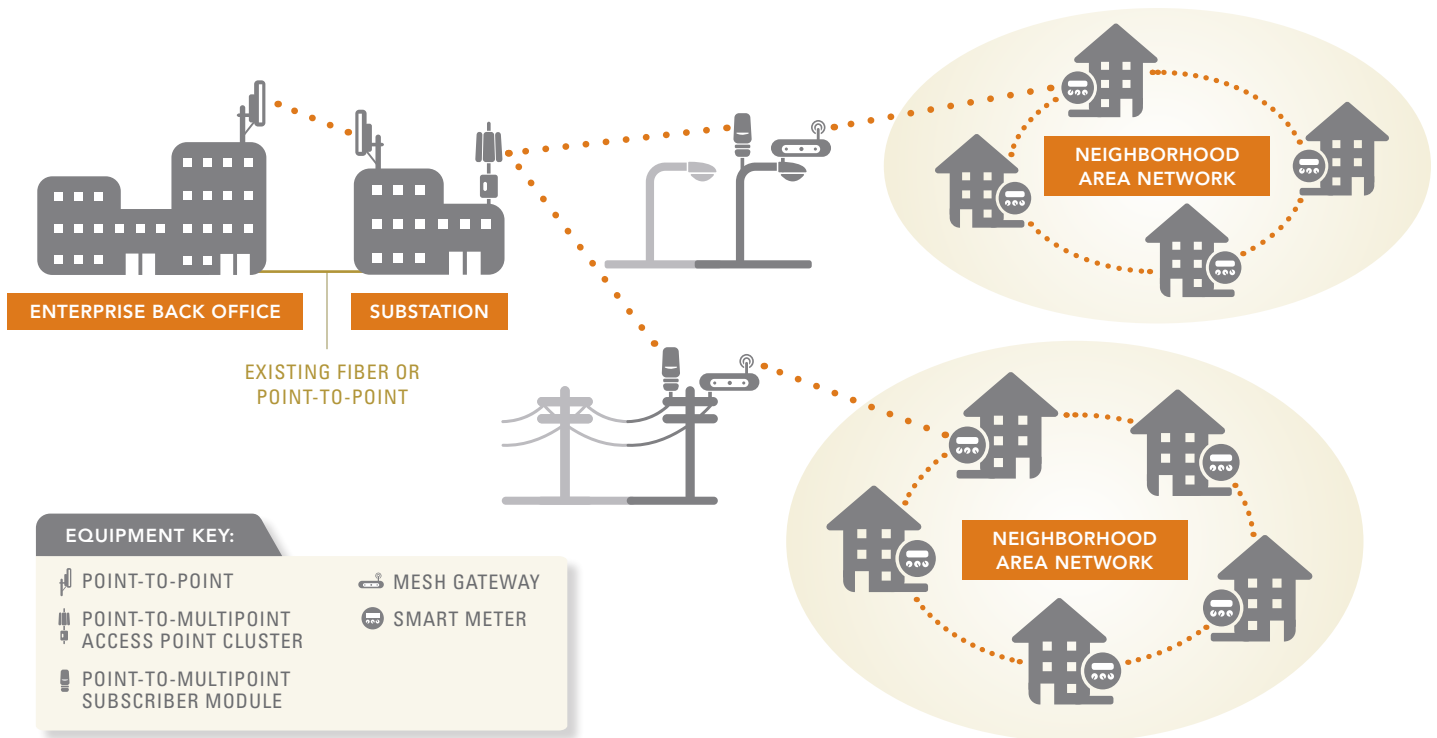 NEIGHBORHOOD
AREA NETWORK
ENTERPRISE BACK OFFICE
SUBSTATION
EXISTING FIBER OR
POINT-TO-POINT
NEIGHBORHOOD
AREA NETWORK
EQUIPMENT KEY:
POINT-TO-POINT
POINT-TO-MULTIPOINT
ACCESS POINT CLUSTER
POINT-TO-MULTIPOINT
SUBSCRIBER MODULE
MESH GATEWAY
SMART METER